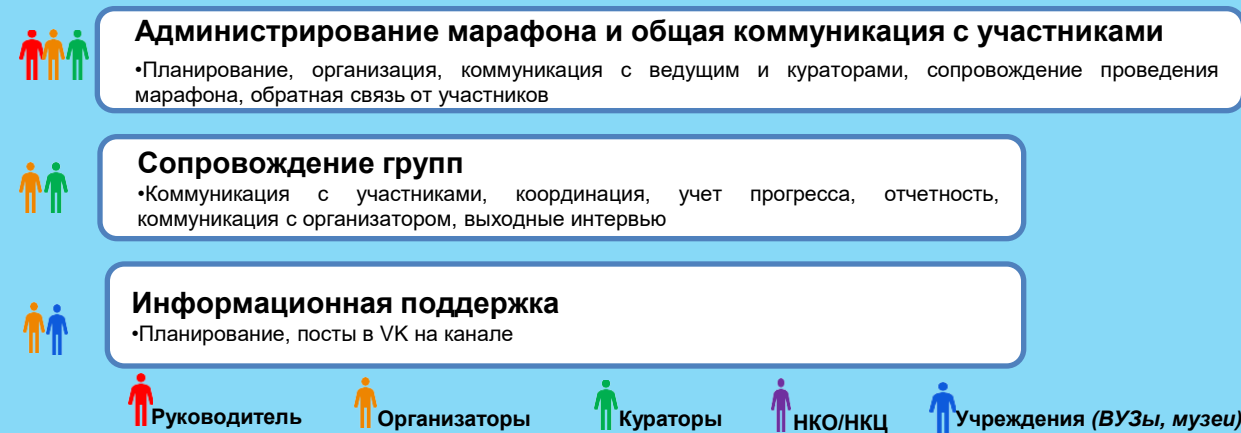 Администрирование марафона и общая коммуникация с участниками
•Планирование, организация, коммуникация с ведущим и кураторами, сопровождение проведения
марафона, обратная связь от участников
Сопровождение групп
•Коммуникация с участниками, координация, учет прогресса, отчетность,
коммуникация с организатором, выходные интервью
Информационная поддержка
•Планирование, посты в VK на канале
Руководитель Организаторы Кураторы НКО/НКЦ Учреждения (ВУЗы, музеи)